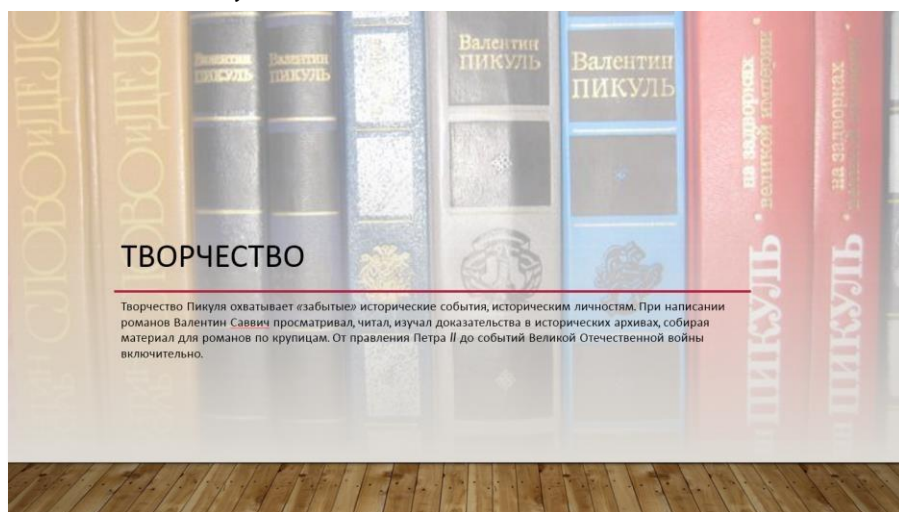 СЛОВО и ДЕЛО
СЛОВО и ДЕЛО
Валентин
ПИКУЛЬ
Валентин
ПИКУЛЬ
Валентин
ПИКУЛЬ
Валентин
ПИКУЛЬ
ПИКУЛЬ • на задворках
великой империи •
ПИКУЛЬ • на задворках
ТВОРЧЕСТВО
Творчество Пикуля охватывает «забытые» исторические события, историческим личностям. При написании
романов Валентин Саввич просматривал, читал, изучал доказательства в исторических архивах, собирая
материал для романов по крупицам. От правления Петра II до событий Великой Отечественной войны
включительно.